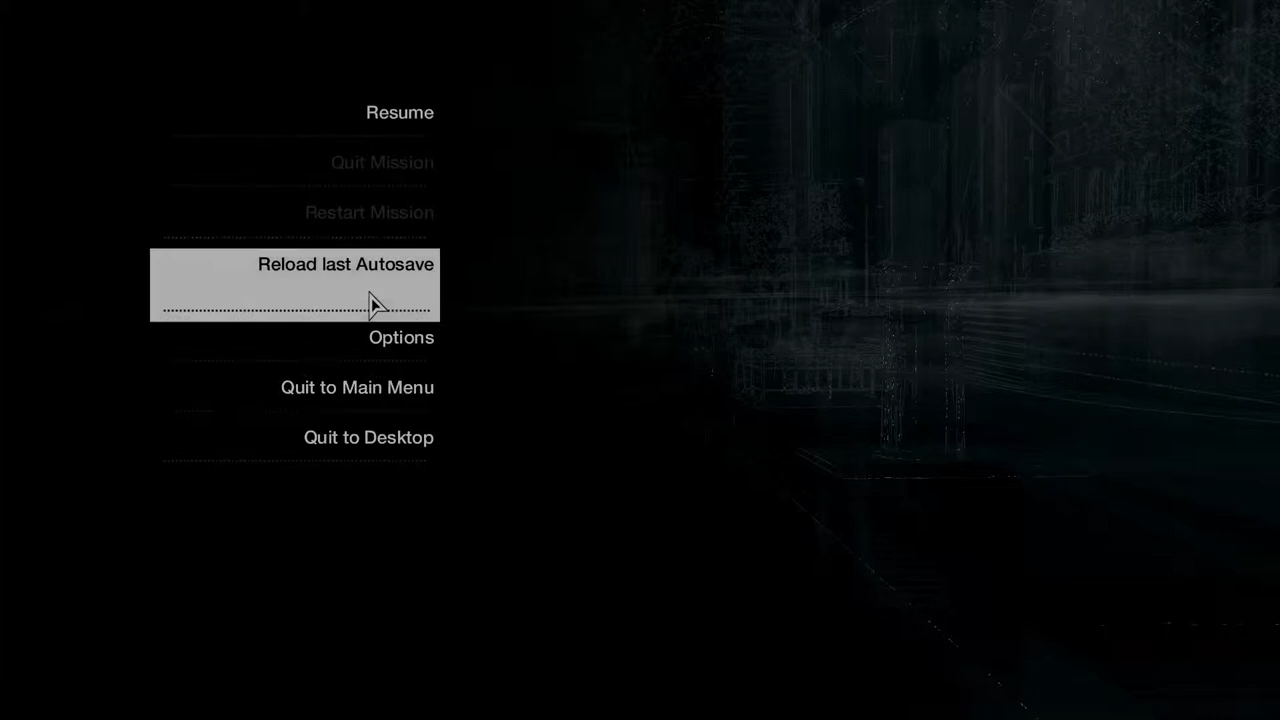 Resume
Quit Mission
Restart Mission
Reload last Autosave
Options
Quit to Main Menu
Quit to Desktop